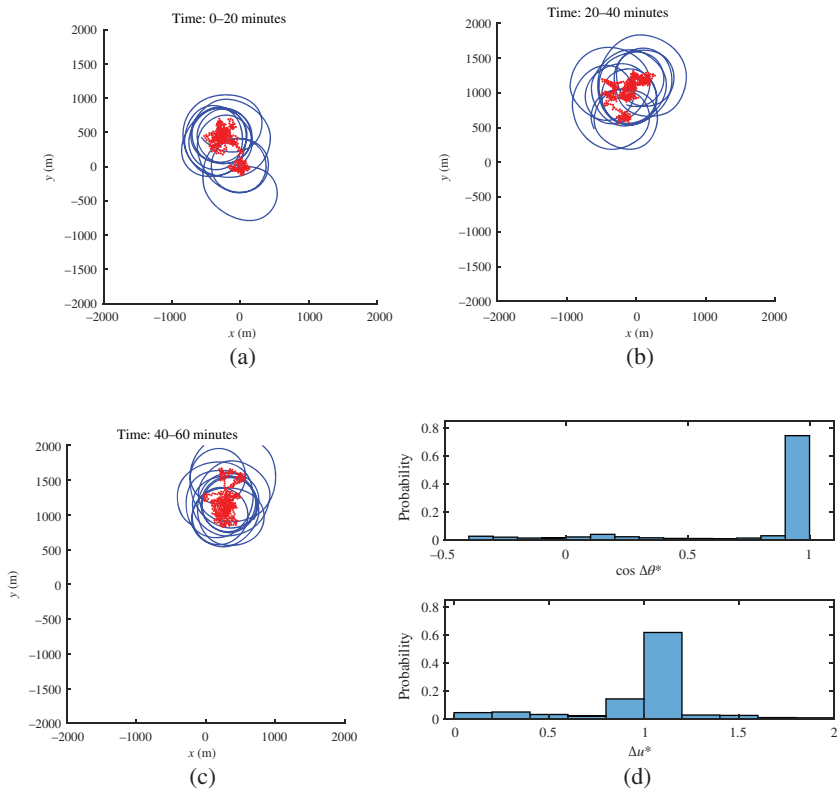 Time: 0–20 minutes
2000
1500
1000
500
0
−500
−1000
−1500
−2000
y (m)
−2000 −1000 0 1000 2000
x (m)
(a)
Time: 20–40 minutes
2000
1500
1000
500
0
−500
−1000
−1500
−2000
y (m)
−2000 −1000 0 1000 2000
x (m)
(b)
Time: 40–60 minutes
2000
1500
1000
500
0
−500
−1000
−1500
−2000
y (m)
−2000 −1000 0 1000 2000
x (m)
(c)
0.8
0.6
0.4
0.2
0
Probability
−0.5 0 0.5 1
cos Δθ*
0.8
0.6
0.4
0.2
0
Probability
0 0.5 1 1.5 2
Δu*
(d)